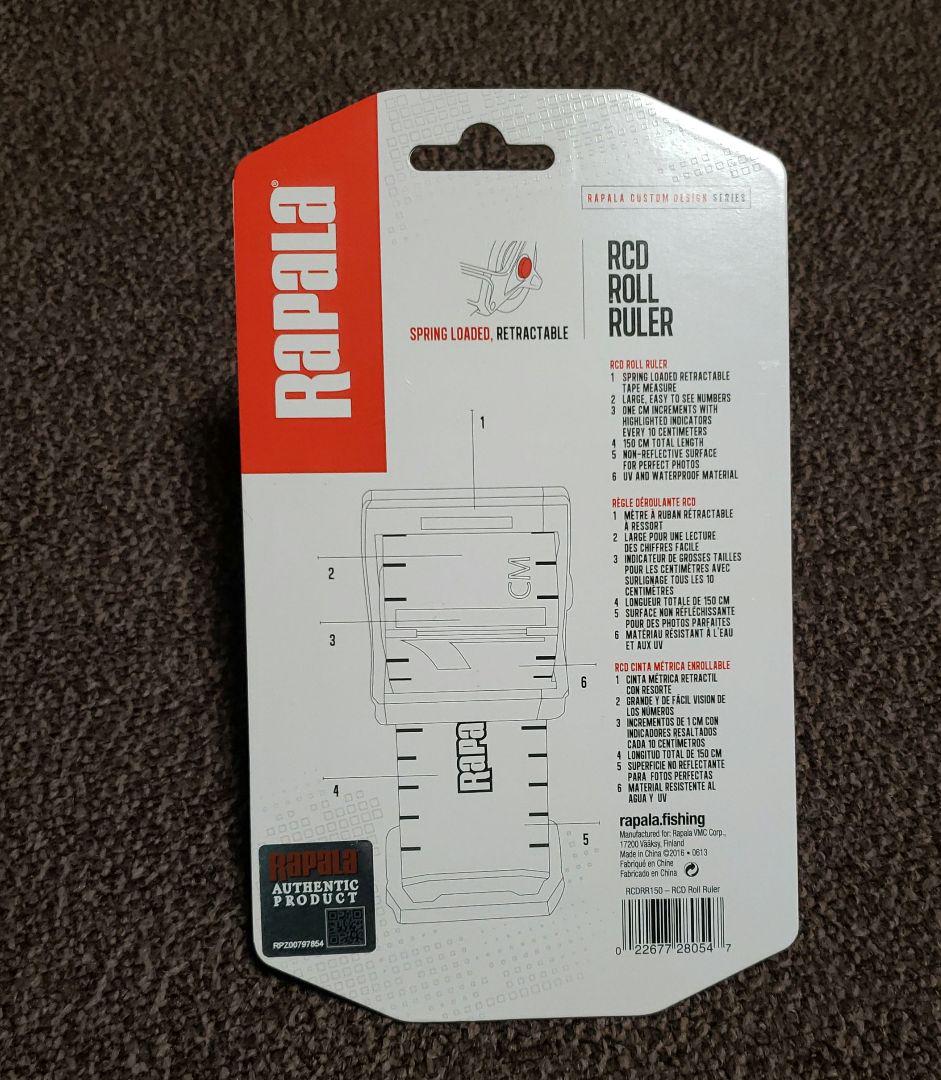 Rapala®
RAPALA CUSTOM DESIGN SERIES
RCD
ROLL
RULER
SPRING LOADED, RETRACTABLE
RCD ROLL RULER
1 SPRING LOADED RETRACTABLE
TAPE MEASURE
2 LARGE, EASY TO SEE NUMBERS
3 ONE CM INCREMENTS WITH
HIGHLIGHTED INDICATORS
EVERY 10 CENTIMETERS
4 150 CM TOTAL LENGTH
5 NON-REFLECTIVE SURFACE
FOR PERFECT PHOTOS
6 UV AND WATERPROOF MATERIAL
RÈGLE DÉROULANTE RCD
1 MÈTRE À RUBAN RÉTRACTABLE
À RESSORT
2 LARGE POUR UNE LECTURE
DES CHIFFRES FACILE
3 INDICATEUR DE GROSSES TAILLES
POUR LES CENTIMÈTRES AVEC
SURLIGNAGE TOUS LES 10
CENTIMÈTRES
4 LONGUEUR TOTALE DE 150 CM
5 SURFACE NON RÉFLÉCHISSANTE
POUR DES PHOTOS PARFAITES
6 MATÉRIAU RÉSISTANT À L'EAU
ET AUX UV
RCD CINTA MÉTRICA ENROLLABLE
1 CINTA MÉTRICA RETRACTIL
CON RESORTE
2 GRANDE Y DE FÁCIL VISION DE
LOS NÚMEROS
3 INCREMENTOS DE 1 CM CON
INDICADORES RESALTADOS
CADA 10 CENTIMETROS
4 LONGITUD TOTAL DE 150 CM
5 SUPERFICIE NO REFLECTANTE
PARA FOTOS PERFECTAS
6 MATERIAL RESISTENTE AL
AGUA Y UV
rapala.fishing
Manufactured for: Rapala VMC Corp.,
17200 Vääksy, Finland
Made in China ©2016 • 0613
Fabriqué en Chine
Fabricado en China
RCDRR150 – RCD Roll Ruler
0 22677 28054 7
1
2
CM
3
6
Rapa
4
5
Rapala
AUTHENTIC
PRODUCT
RPZ00797854